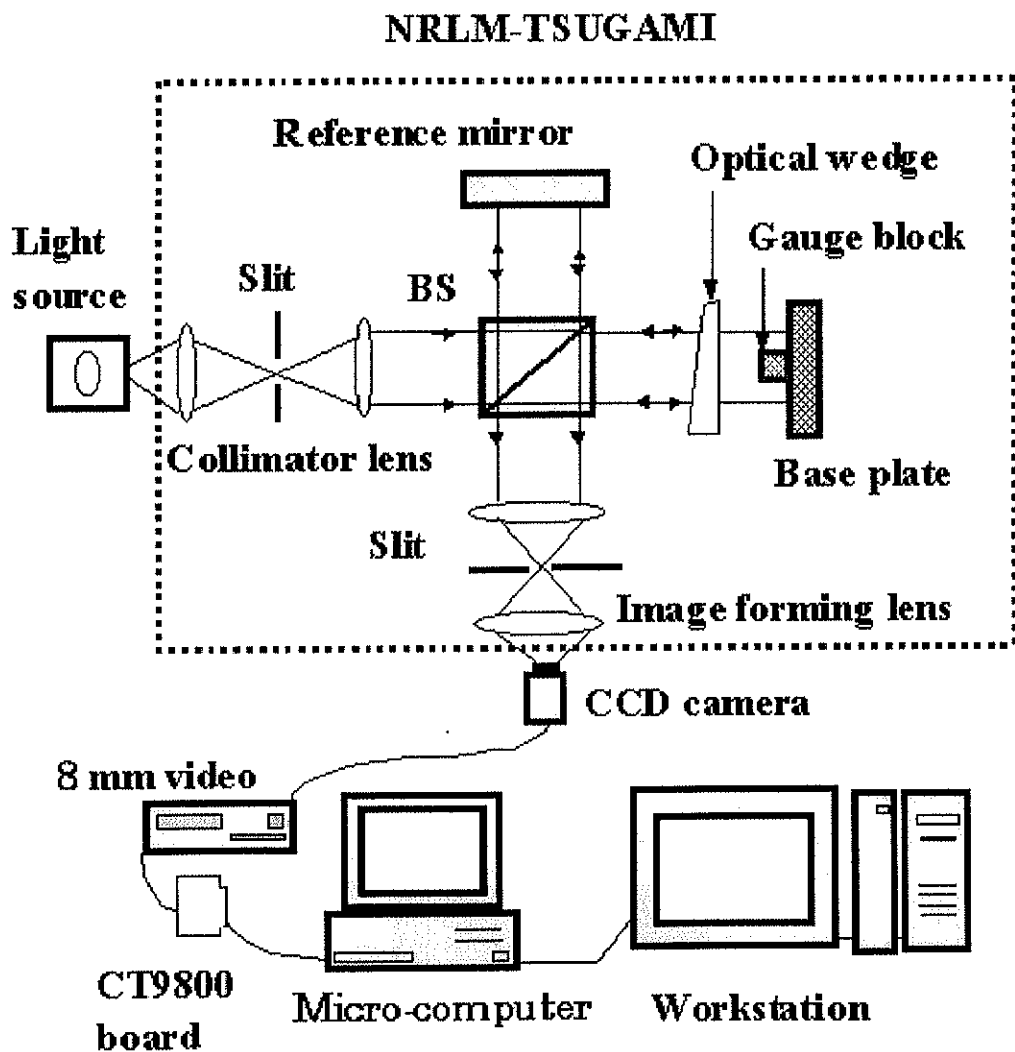 NRLM-TSUGAMI
Reference mirror
Optical wedge
Light
source
Slit
BS
Gauge block
Collimator lens
Base plate
Slit
Image forming lens
CCD camera
8 mm video
CT9800
board
Micro-computer
Workstation